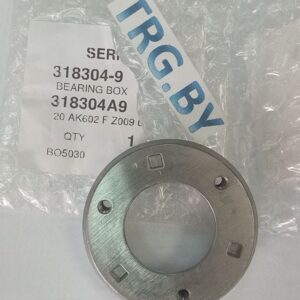 SERI
318304-9
BEARING BOX
318304A9
20 AK602 F Z009
QTY
1
BO5030
TRG.BY